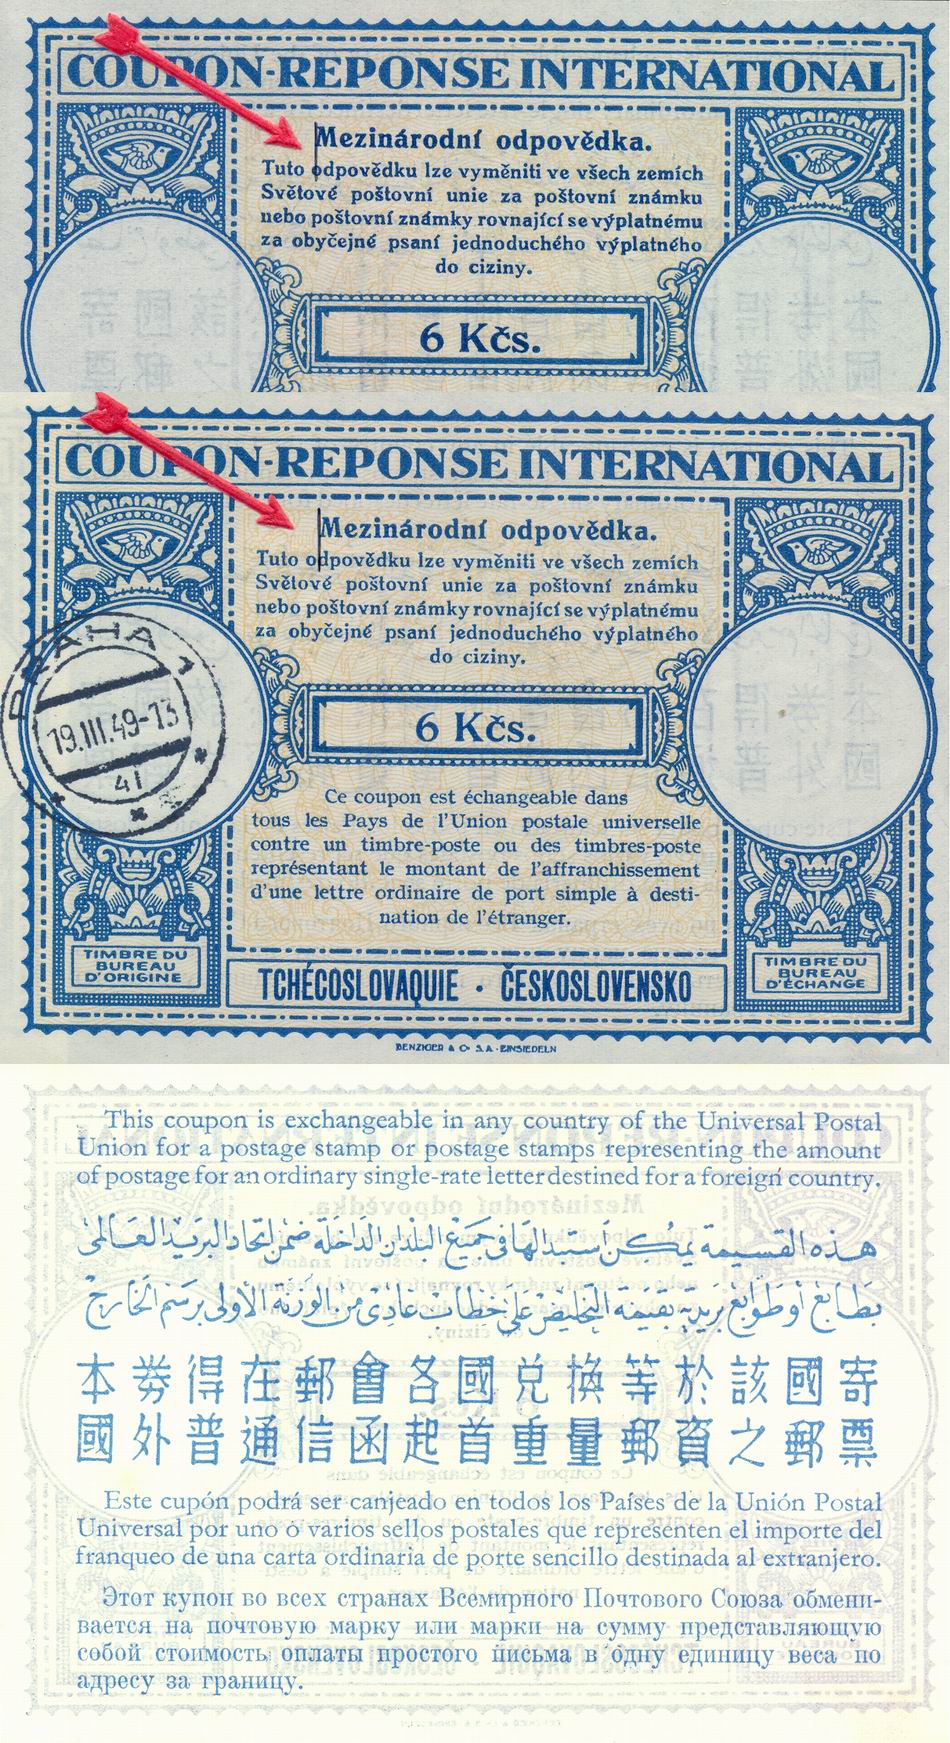 COUPON-REPONSE INTERNATIONAL
Mezinárodní odpovědka.
Tuto odpovědku lze vyměniti ve všech zemích
Světové poštovní unie za poštovní známku
nebo poštovní známky rovnající se výplatnému
za obyčejné psaní jednoduchého výplatného
do ciziny.
6 Kčs.
COUPON-REPONSE INTERNATIONAL
Mezinárodní odpovědka.
Tuto odpovědku lze vyměniti ve všech zemích
Světové poštovní unie za poštovní známku
nebo poštovní známky rovnající se výplatnému
za obyčejné psaní jednoduchého výplatného
do ciziny.
PRAHA 1
19.III.49-13
41
6 Kčs.
Ce coupon est échangeable dans
tous les Pays de l'Union postale universelle
contre un timbre-poste ou des timbres-poste
représentant le montant de l'affranchissement
d'une lettre ordinaire de port simple à desti-
nation de l'étranger.
TIMBRE DU
BUREAU
D'ORIGINE
TIMBRE DU
BUREAU
D'ÉCHANGE
TCHÉCOSLOVAQUIE · ČESKOSLOVENSKO
BENZIGER & Co S.A. EINSIEDELN
This coupon is exchangeable in any country of the Universal Postal
Union for a postage stamp or postage stamps representing the amount
of postage for an ordinary single-rate letter destined for a foreign country.
هذه القسيمة يمكن استبدالها في جميع البلدان الداخلة ضمن اتحاد البريد العالمى
بطابع أو طوابع بريدية بقيمة التخليص على خطاب عادى من الوزنة الأولى برسم الخارج
本券得在郵會各國兌換等於該國寄
國外普通信函起首重量郵資之郵票
Este cupón podrá ser canjeado en todos los Países de la Unión Postal
Universal por uno ó varios sellos postales que representen el importe del
franqueo de una carta ordinaria de porte sencillo destinada al extranjero.
Этот купон во всех странах Всемирного Почтового Союза обмени-
вается на почтовую марку или марки на сумму представляющую
собой стоимость оплаты простого письма в одну единицу веса по
адресу за границу.